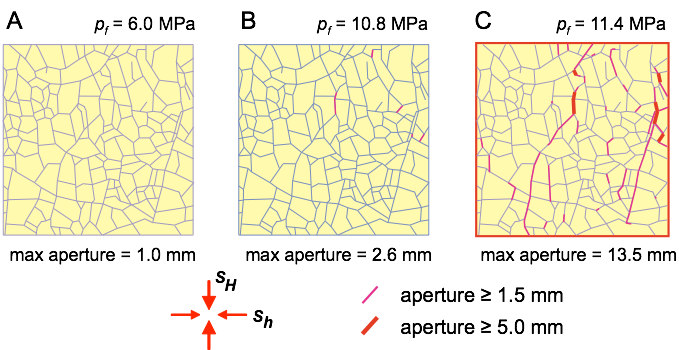 A
p_f = 6.0 MPa
B
p_f = 10.8 MPa
C
p_f = 11.4 MPa
max aperture = 1.0 mm
max aperture = 2.6 mm
max aperture = 13.5 mm
s_H
s_h
aperture ≥ 1.5 mm
aperture ≥ 5.0 mm